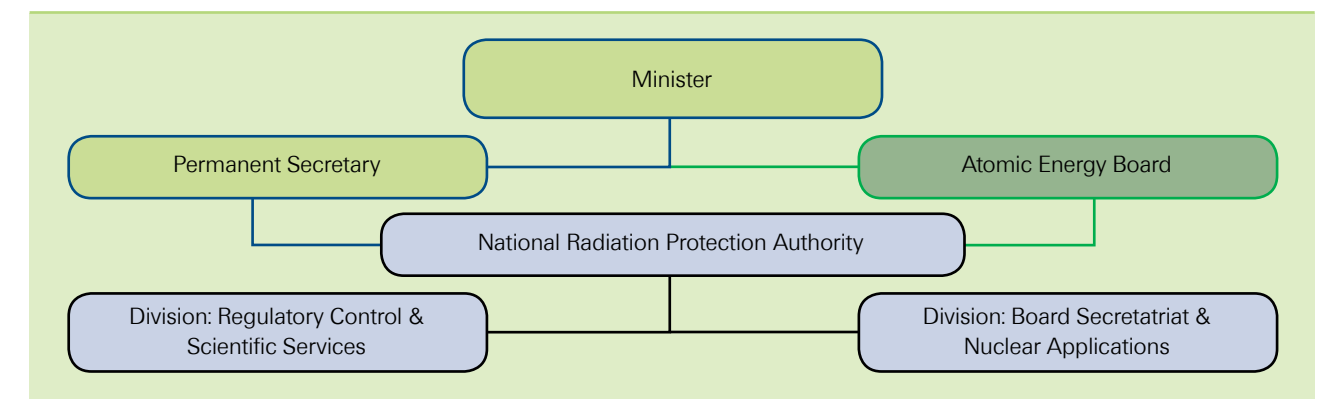 Minister
Permanent Secretary
Atomic Energy Board
National Radiation Protection Authority
Division: Regulatory Control &
Scientific Services
Division: Board Secretatriat &
Nuclear Applications